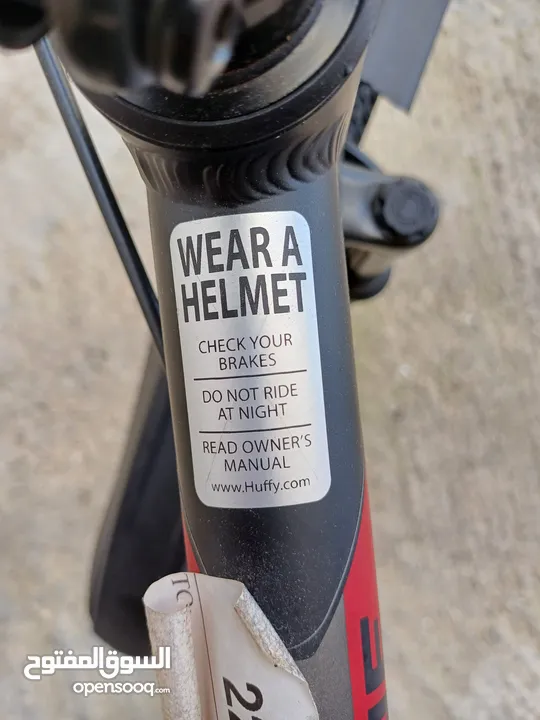 WEAR A
HELMET
CHECK YOUR
BRAKES
DO NOT RIDE
AT NIGHT
READ OWNER'S
MANUAL
www.Huffy.com
السوق المفتوح
opensooq.com